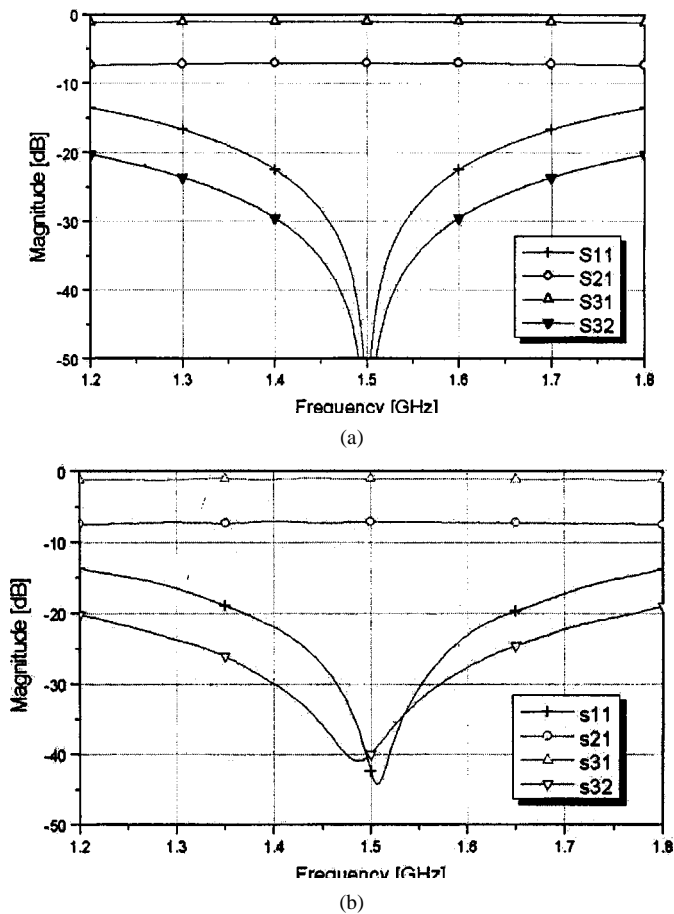 0
-10
-20
-30
-40
-50
Magnitude [dB]
S11
S21
S31
S32
1.2 1.3 1.4 1.5 1.6 1.7 1.8
Frequency [GHz]
(a)
0
-10
-20
-30
-40
-50
Magnitude [dB]
s11
s21
s31
s32
1.2 1.3 1.4 1.5 1.6 1.7 1.8
Frequency [GHz]
(b)